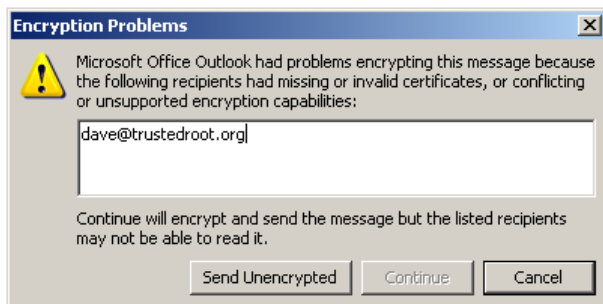 Encryption Problems
Microsoft Office Outlook had problems encrypting this message because
the following recipients had missing or invalid certificates, or conflicting
or unsupported encryption capabilities:
dave@trustedroot.org
Continue will encrypt and send the message but the listed recipients
may not be able to read it.
Send Unencrypted Continue Cancel